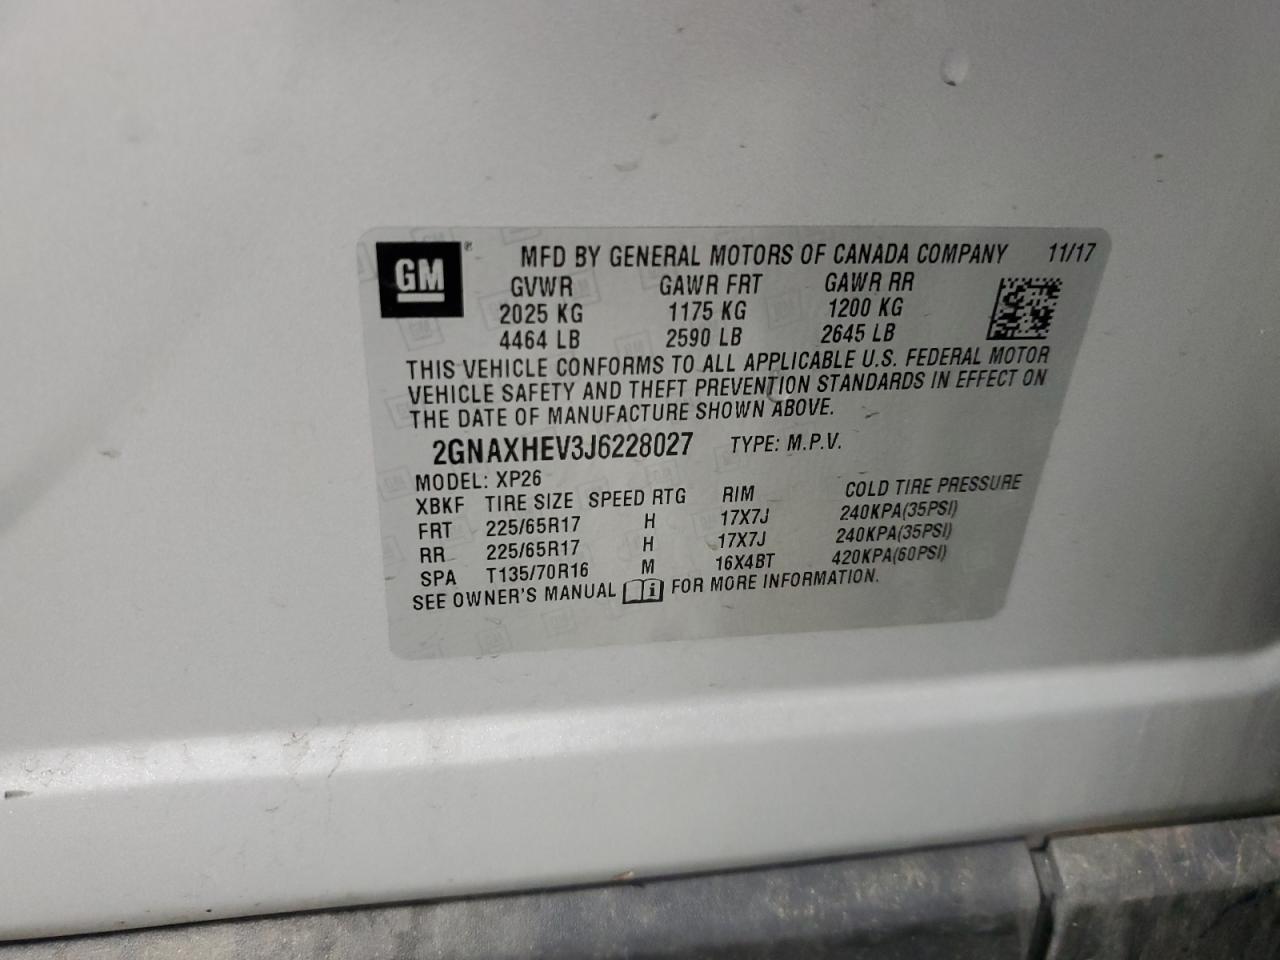 GM ® MFD BY GENERAL MOTORS OF CANADA COMPANY 11/17
GVWR GAWR FRT GAWR RR
2025 KG 1175 KG 1200 KG
4464 LB 2590 LB 2645 LB
THIS VEHICLE CONFORMS TO ALL APPLICABLE U.S. FEDERAL MOTOR
VEHICLE SAFETY AND THEFT PREVENTION STANDARDS IN EFFECT ON
THE DATE OF MANUFACTURE SHOWN ABOVE.
2GNAXHEV3J6228027 TYPE: M.P.V.
MODEL: XP26
XBKF TIRE SIZE SPEED RTG RIM COLD TIRE PRESSURE
FRT 225/65R17 H 17X7J 240KPA(35PSI)
RR 225/65R17 H 17X7J 240KPA(35PSI)
SPA T135/70R16 M 16X4BT 420KPA(60PSI)
SEE OWNER'S MANUAL i FOR MORE INFORMATION.